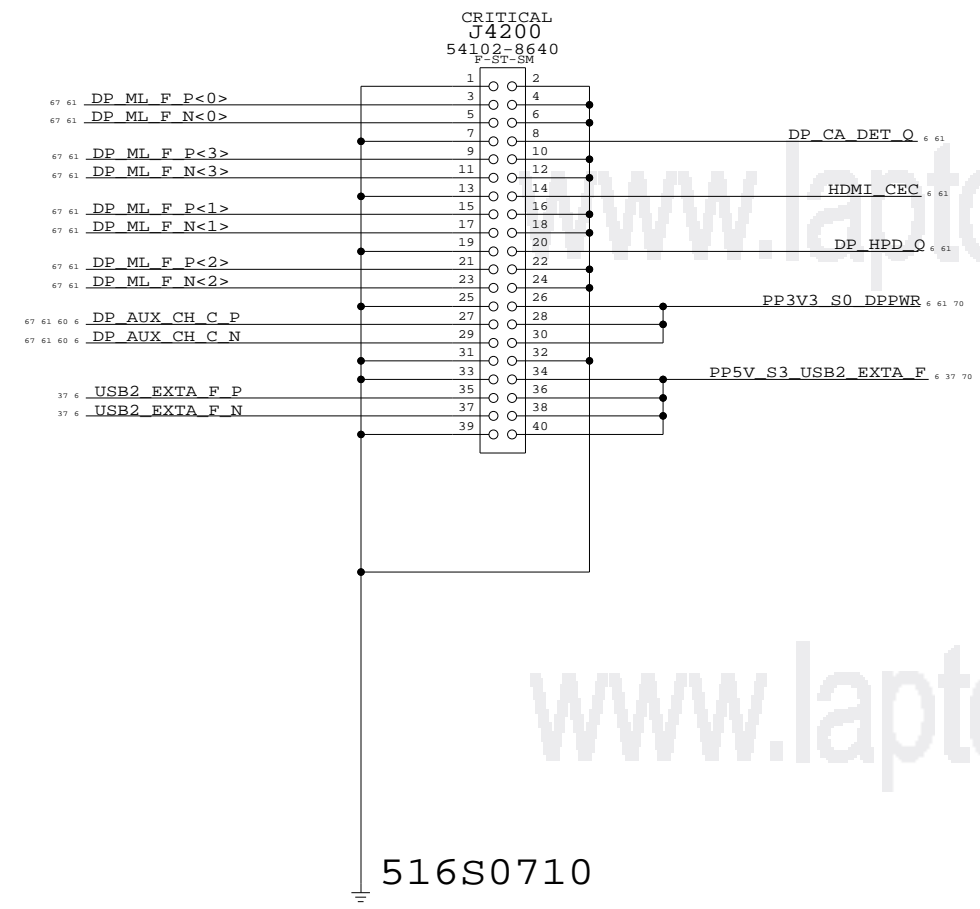 CRITICAL
J4200
54102-8640
F-ST-SM
1 2
67 61 DP_ML_F_P<0> 3 4
67 61 DP_ML_F_N<0> 5 6
7 8 DP_CA_DET_Q 6 61
67 61 DP_ML_F_P<3> 9 10
67 61 DP_ML_F_N<3> 11 12
13 14 HDMI_CEC 6 61
67 61 DP_ML_F_P<1> 15 16
67 61 DP_ML_F_N<1> 17 18
19 20 DP_HPD_Q 6 61
67 61 DP_ML_F_P<2> 21 22
67 61 DP_ML_F_N<2> 23 24
25 26 PP3V3_S0_DPPWR 6 61 70
67 61 60 6 DP_AUX_CH_C_P 27 28
67 61 60 6 DP_AUX_CH_C_N 29 30
31 32
33 34 PP5V_S3_USB2_EXTA_F 6 37 70
37 6 USB2_EXTA_F_P 35 36
37 6 USB2_EXTA_F_N 37 38
39 40
www.lapto
www.lapto
516S0710